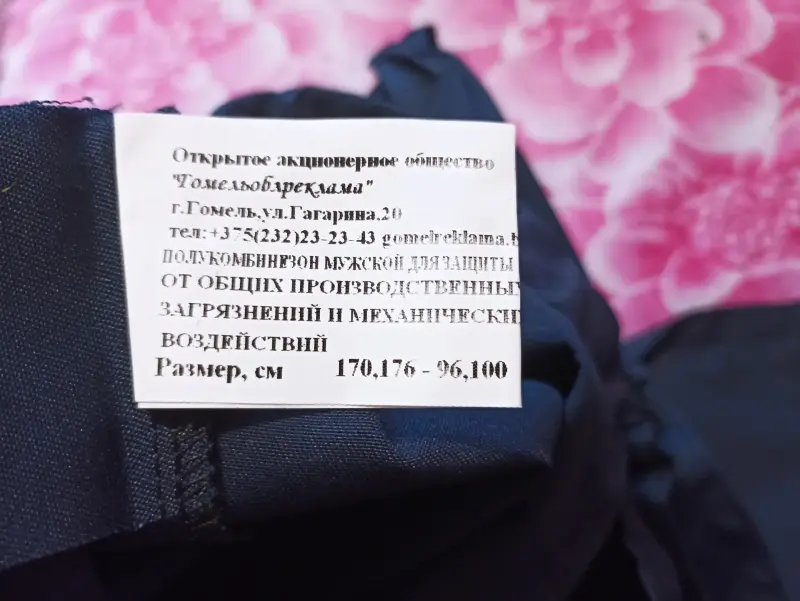 Открытое акционерное общество
"Гомельоблреклама"
г.Гомель,ул.Гагарина,20
тел:+375(232)23-23-43 gomelreklama.b
ПОЛУКОМБИНЕЗОН МУЖСКОЙ ДЛЯ ЗАЩИТЫ
ОТ ОБЩИХ ПРОИЗВОДСТВЕННЫ
ЗАГРЯЗНЕНИЙ И МЕХАНИЧЕСКИ
ВОЗДЕЙСТВИЙ
Размер, см 170,176 - 96,100